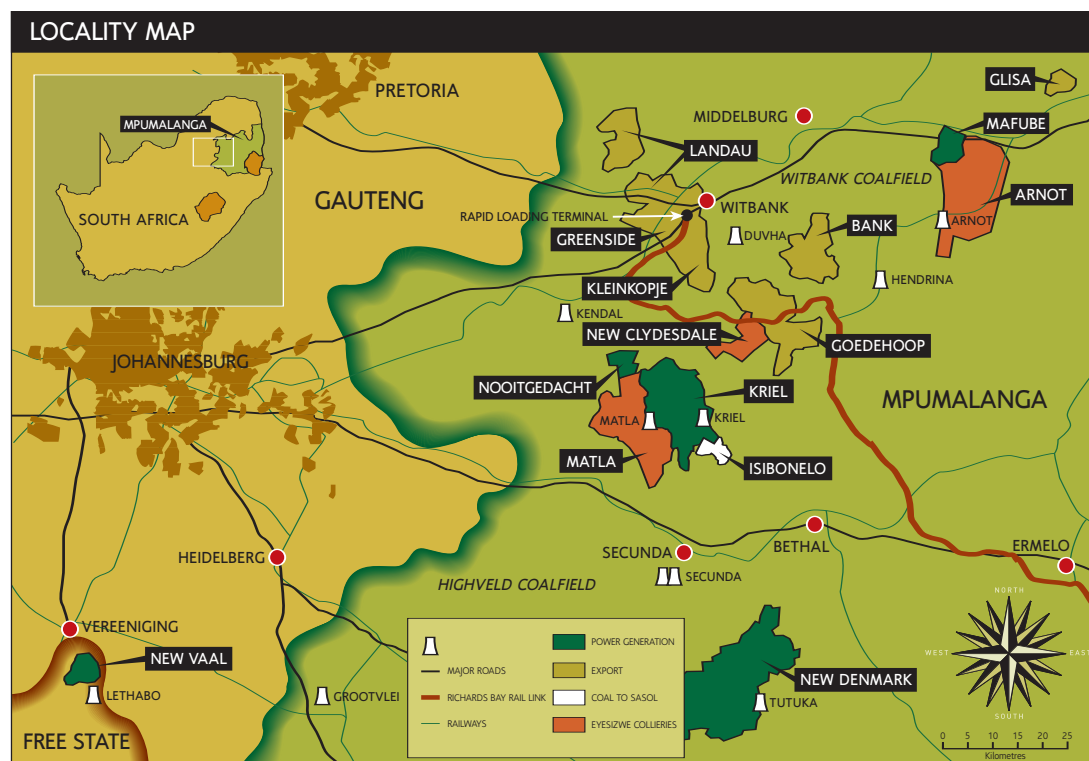 LOCALITY MAP
PRETORIA
MPUMALANGA
SOUTH AFRICA
GAUTENG
GLISA
MIDDELBURG
MAFUBE
LANDAU
WITBANK COALFIELD
ARNOT
WITBANK
RAPID LOADING TERMINAL
ARNOT
GREENSIDE
DUVHA
BANK
KLEINKOPJE
HENDRINA
KENDAL
NEW CLYDESDALE
GOEDEHOOP
JOHANNESBURG
NOOITGEDACHT
KRIEL
MPUMALANGA
MATLA
KRIEL
MATLA
ISIBONELO
HEIDELBERG
SECUNDA
BETHAL
ERMELO
HIGHVELD COALFIELD
SECUNDA
VEREENIGING
NEW VAAL
LETHABO
GROOTVLEI
FREE STATE
POWER GENERATION
MAJOR ROADS
EXPORT
RICHARDS BAY RAIL LINK
COAL TO SASOL
RAILWAYS
EYESIZWE COLLIERIES
NEW DENMARK
TUTUKA
NORTH
WEST
EAST
SOUTH
0 5 10 15 20 25
Kilometres